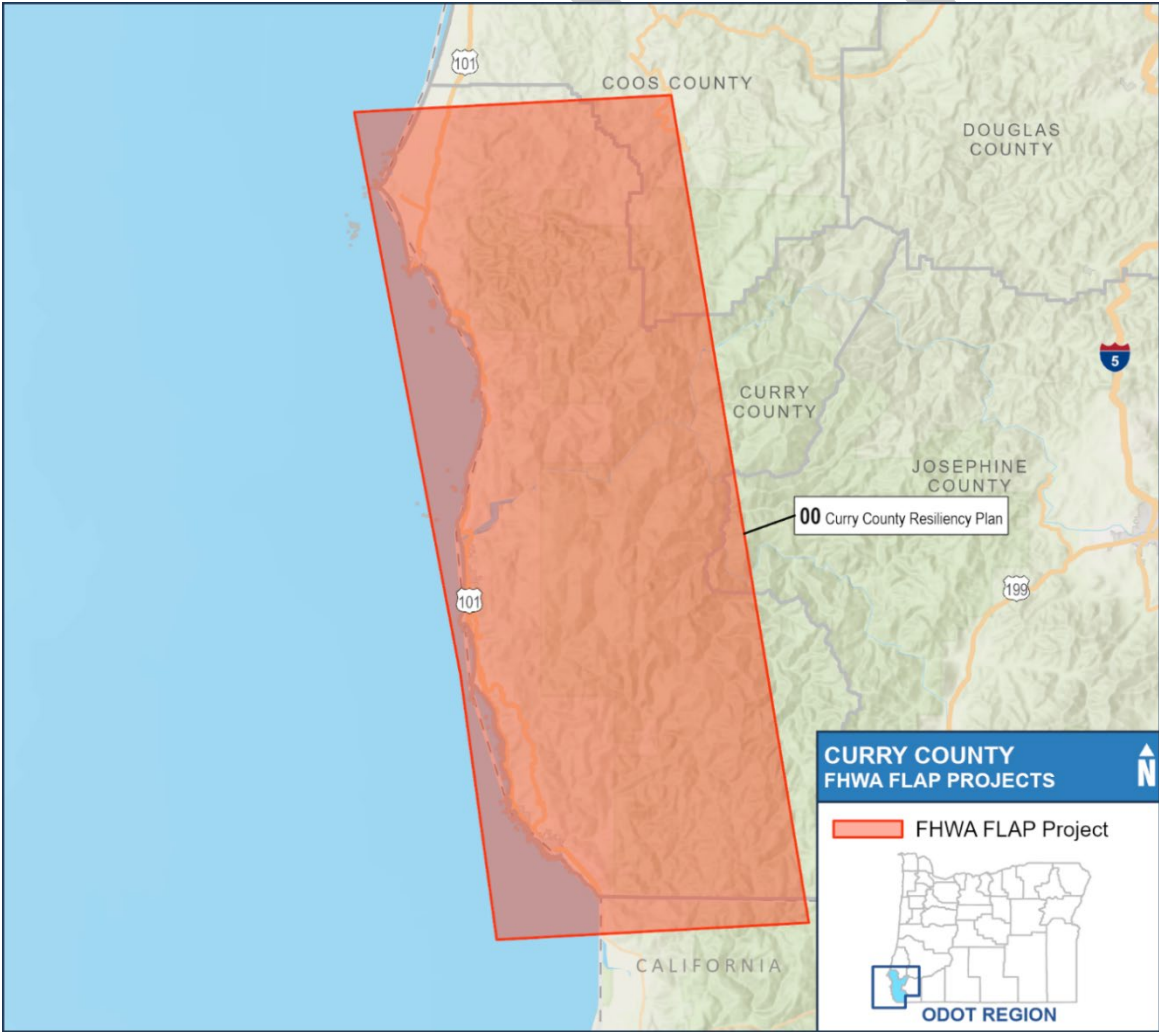 101
COOS COUNTY
DOUGLAS
COUNTY
5
CURRY
COUNTY
JOSEPHINE
COUNTY
00 Curry County Resiliency Plan
199
101
CURRY COUNTY
FHWA FLAP PROJECTS
N
FHWA FLAP Project
CALIFORNIA
ODOT REGION